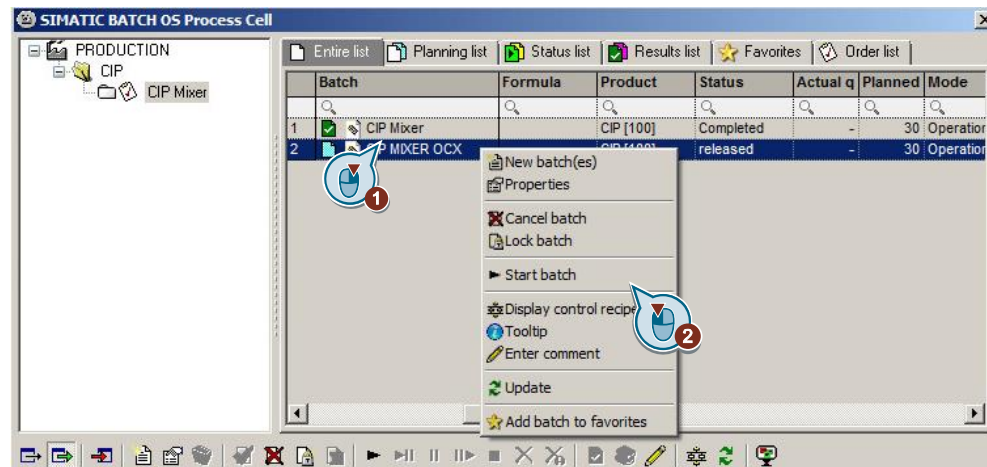 SIMATIC BATCH OS Process Cell
PRODUCTION
CIP
CIP Mixer
Entire list Planning list Status list Results list Favorites Order list
Batch Formula Product Status Actual q Planned Mode
1 CIP Mixer CIP [100] Completed - 30 Operation
2 CIP MIXER OCX CIP [100] released - 30 Operation
1
New batch(es)
Properties
Cancel batch
Lock batch
Start batch
Display control recipe
2
Tooltip
Enter comment
Update
Add batch to favorites